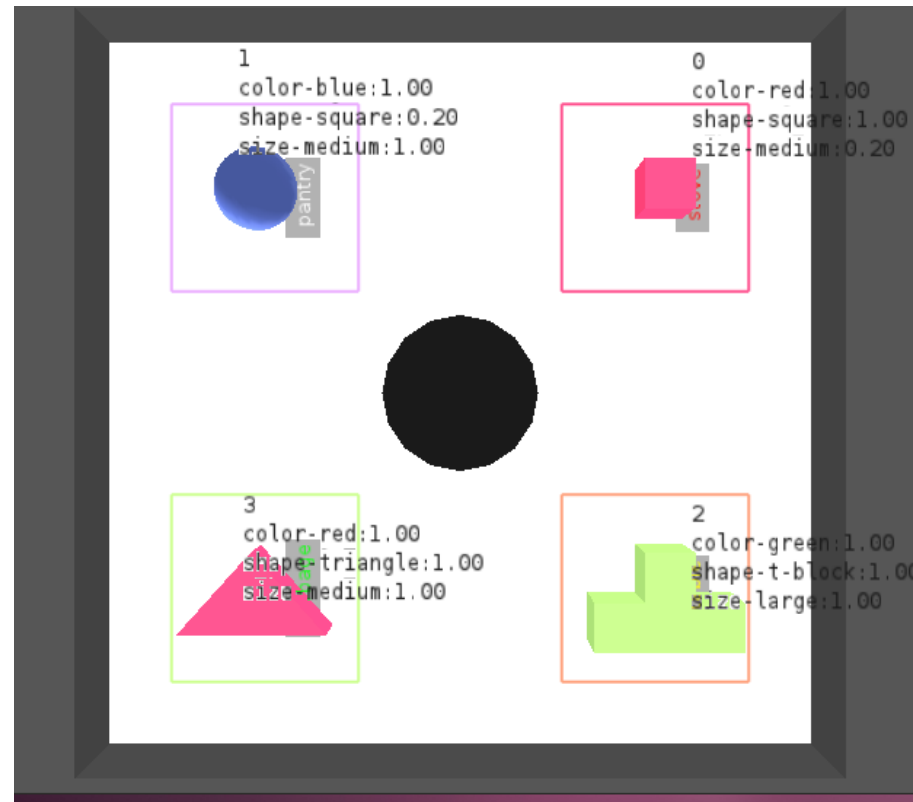 1
color-blue:1.00
shape-square:0.20
size-medium:1.00
pantry
0
color-red:1.00
shape-square:1.00
size-medium:0.20
stove
3
color-red:1.00
shape-triangle:1.00
size-medium:1.00
2
color-green:1.00
shape-t-block:1.00
size-large:1.00